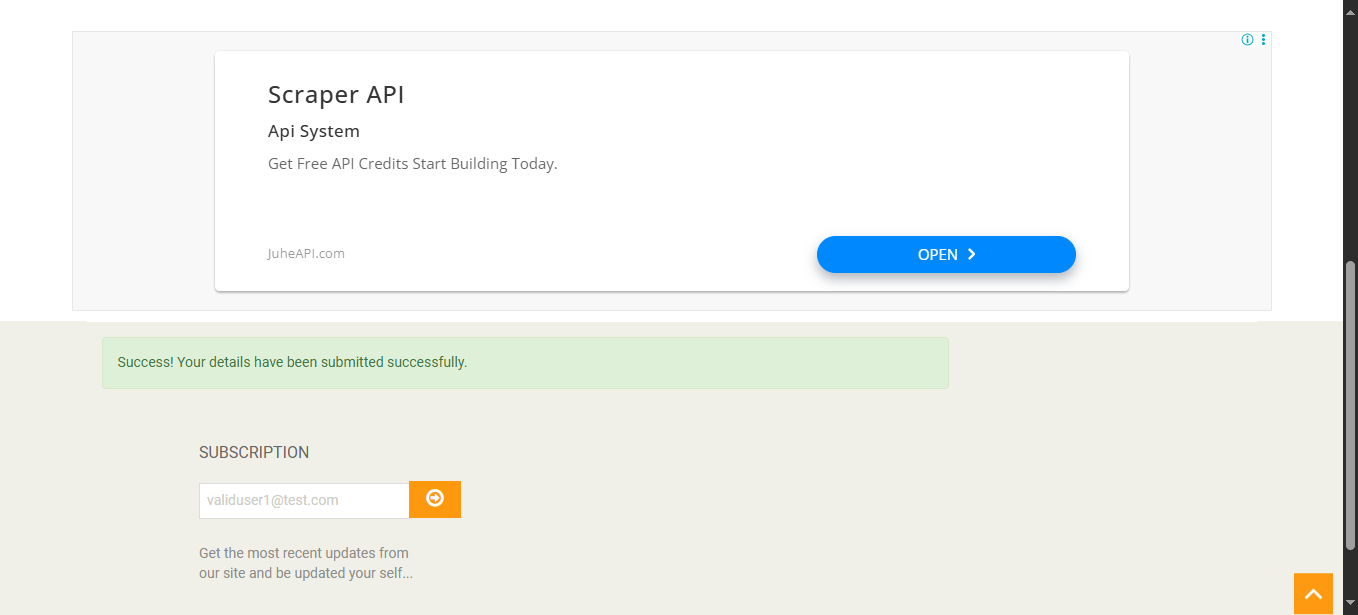 Scraper API
Api System
Get Free API Credits Start Building Today.
JuheAPI.com
OPEN
Success! Your details have been submitted successfully.
SUBSCRIPTION
validuser1@test.com
Get the most recent updates from
our site and be updated your self...